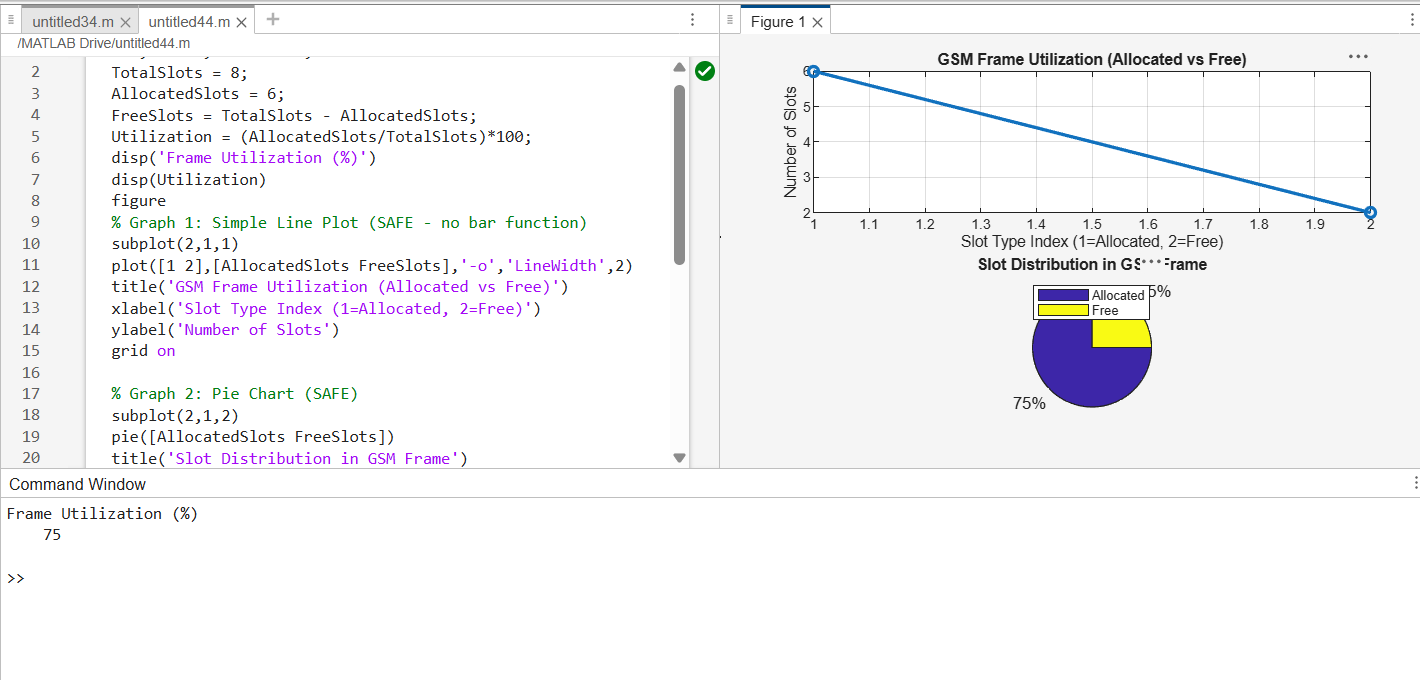 untitled34.m
untitled44.m
/MATLAB Drive/untitled44.m
2 TotalSlots = 8;
3 AllocatedSlots = 6;
4 FreeSlots = TotalSlots - AllocatedSlots;
5 Utilization = (AllocatedSlots/TotalSlots)*100;
6 disp('Frame Utilization (%)')
7 disp(Utilization)
8 figure
9 % Graph 1: Simple Line Plot (SAFE - no bar function)
10 subplot(2,1,1)
11 plot([1 2],[AllocatedSlots FreeSlots],'-o','LineWidth',2)
12 title('GSM Frame Utilization (Allocated vs Free)')
13 xlabel('Slot Type Index (1=Allocated, 2=Free)')
14 ylabel('Number of Slots')
15 grid on
16
17 % Graph 2: Pie Chart (SAFE)
18 subplot(2,1,2)
19 pie([AllocatedSlots FreeSlots])
20 title('Slot Distribution in GSM Frame')
Figure 1
GSM Frame Utilization (Allocated vs Free)
Number of Slots
6
5
4
3
2
1 1.1 1.2 1.3 1.4 1.5 1.6 1.7 1.8 1.9 2
Slot Type Index (1=Allocated, 2=Free)
Slot Distribution in GS Frame
Allocated
Free
5%
75%
Command Window
Frame Utilization (%)
75
>>